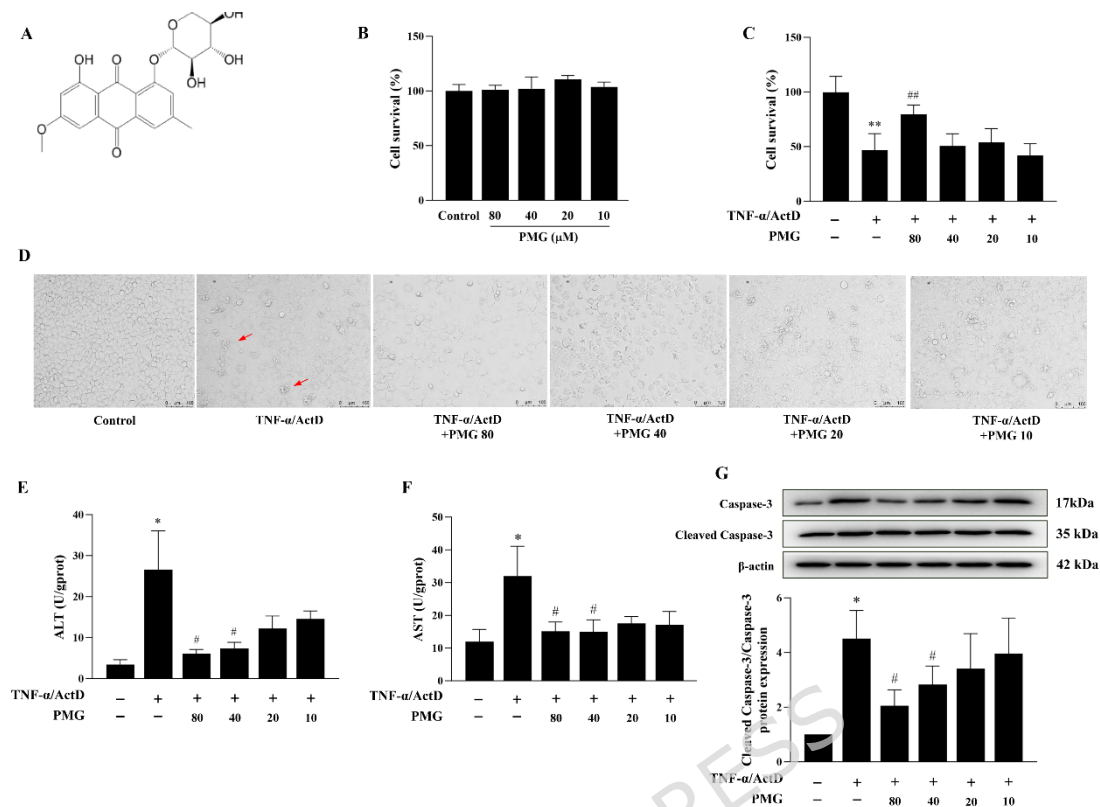 A
OH
O
OH
O
O
O
OH
OH
O
O
B
Cell survival (%)
150
100
50
0
Control 80 40 20 10
PMG (μM)
C
Cell survival (%)
150
100
50
0
**
##
TNF-α/ActD − + + + + +
PMG − − 80 40 20 10
D
Control
TNF-α/ActD
TNF-α/ActD
+PMG 80
TNF-α/ActD
+PMG 40
TNF-α/ActD
+PMG 20
TNF-α/ActD
+PMG 10
E
ALT (U/gprot)
40
30
20
10
0
*
#
#
TNF-α/ActD − + + + + +
PMG − − 80 40 20 10
F
AST (U/gprot)
50
40
30
20
10
0
*
#
#
TNF-α/ActD − + + + + +
PMG − − 80 40 20 10
G
Caspase-3 17kDa
Cleaved Caspase-3 35 kDa
β-actin 42 kDa
Cleaved Caspase-3/Caspase-3
protein expression
6
4
2
0
*
#
#
TNF-α/ActD − + + + + +
PMG − − 80 40 20 10
RESS